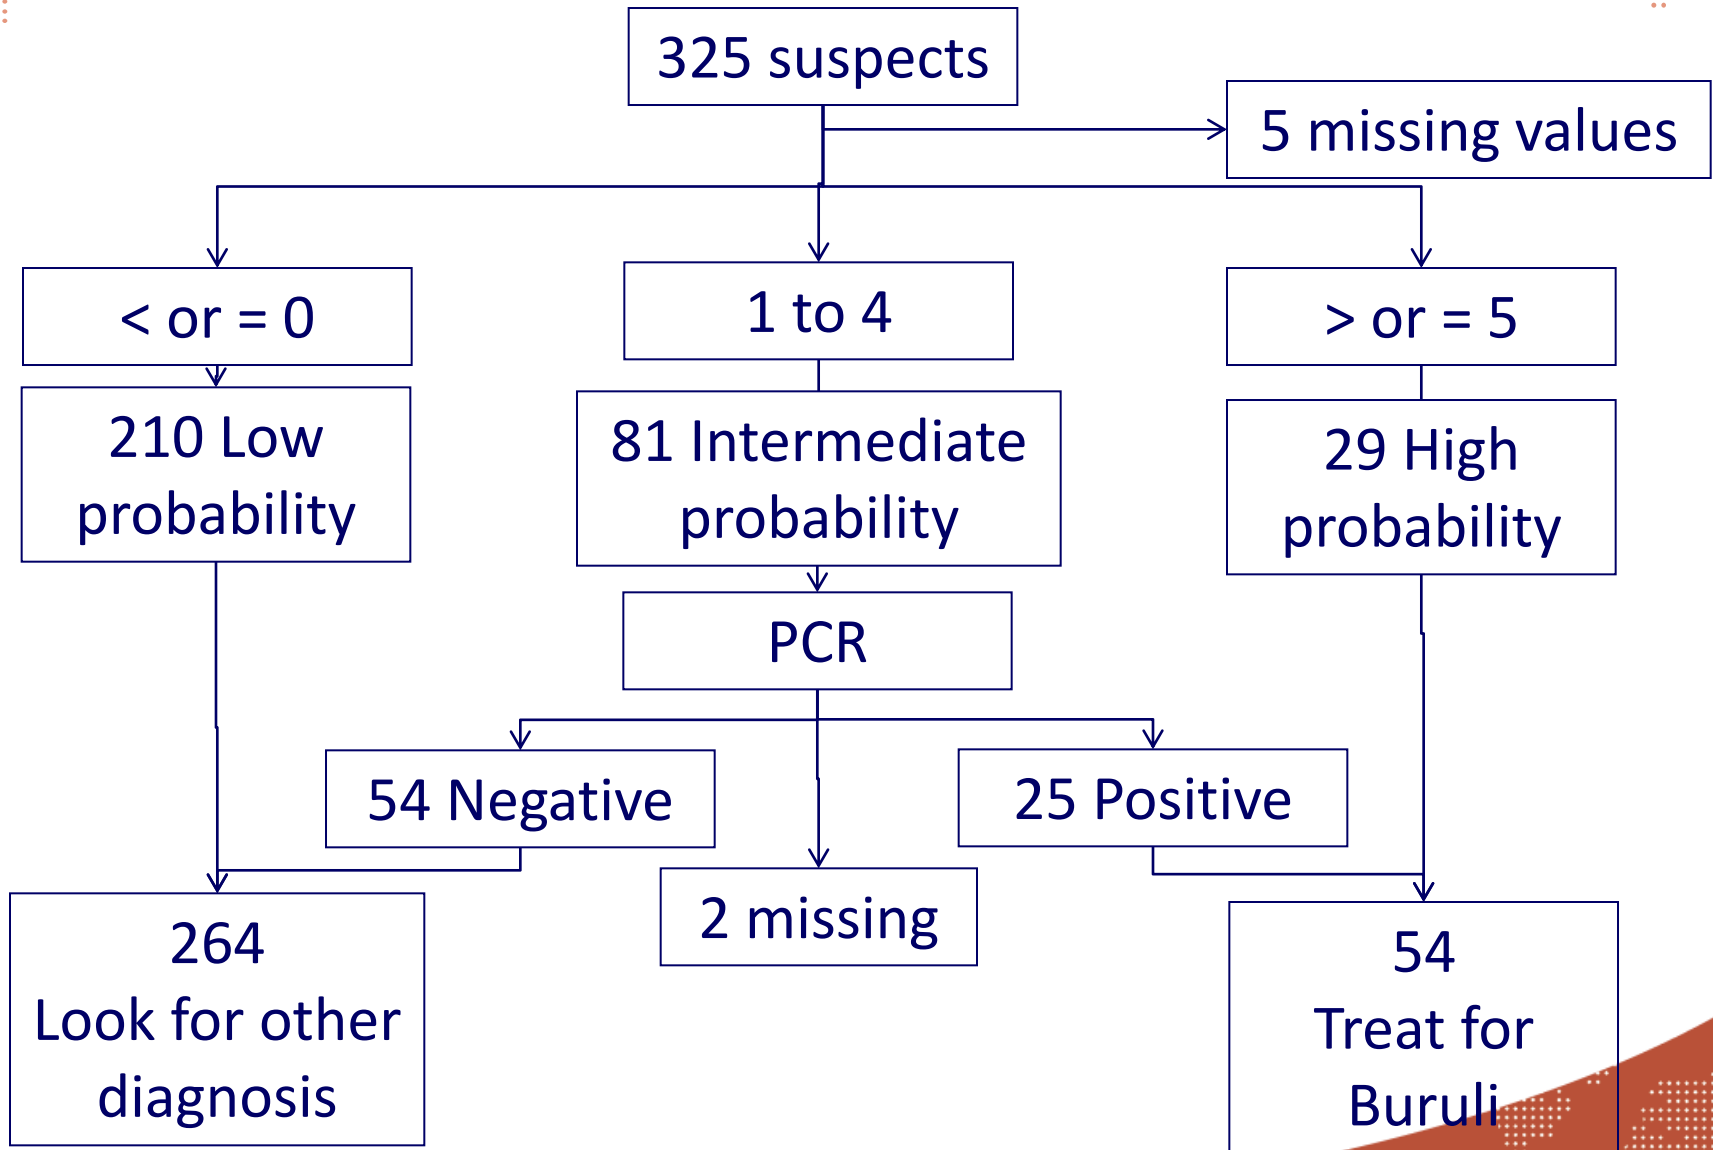 325 suspects
5 missing values
< or = 0
1 to 4
> or = 5
210 Low
probability
81 Intermediate
probability
29 High
probability
PCR
54 Negative
25 Positive
2 missing
264
Look for other
diagnosis
54
Treat for
Buruli